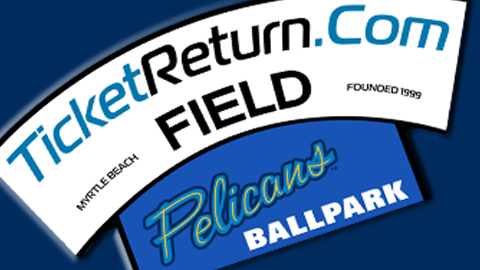 TicketReturn.Com
FIELD
MYRTLE BEACH
FOUNDED 1999
Pelicans
BALLPARK